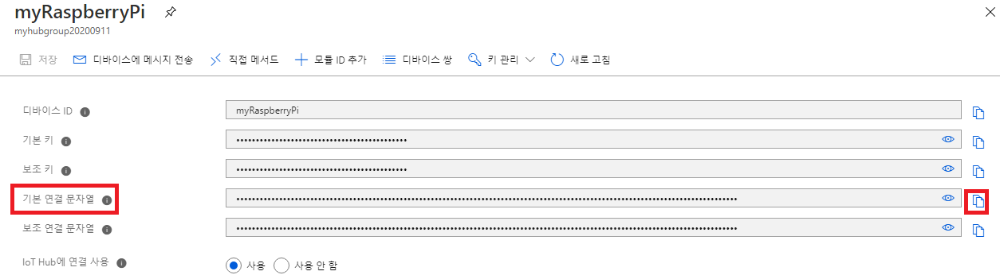 myRaspberryPi
myhubgroup20200911
저장 디바이스에 메시지 전송 직접 메서드 모듈 ID 추가 디바이스 쌍 키 관리 새로 고침
디바이스 ID myRaspberryPi
기본 키
보조 키
기본 연결 문자열
보조 연결 문자열
IoT Hub에 연결 사용 사용 사용 안 함